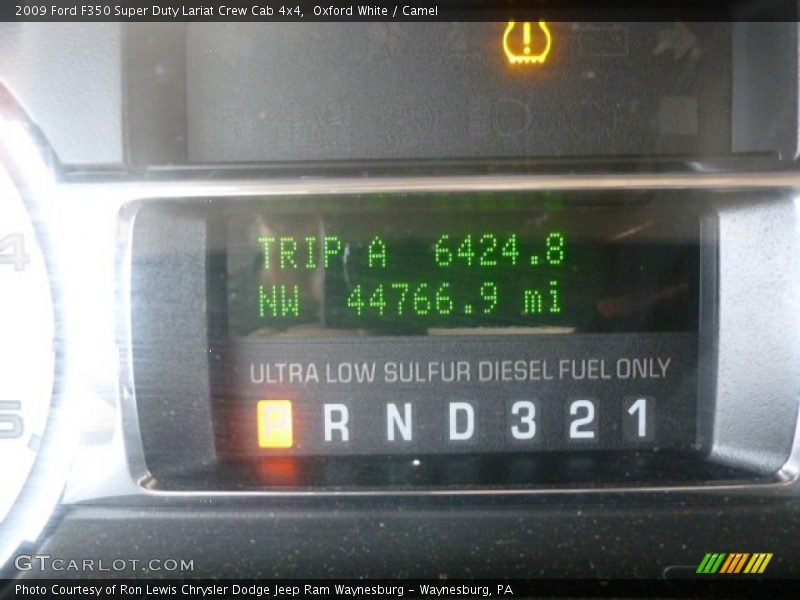 2009 Ford F350 Super Duty Lariat Crew Cab 4x4, Oxford White / Camel
4
TRIP A 6424.8
NW 44766.9 mi
ULTRA LOW SULFUR DIESEL FUEL ONLY
5
P R N D 3 2 1
GTCARLOT.COM
Photo Courtesy of Ron Lewis Chrysler Dodge Jeep Ram Waynesburg - Waynesburg, PA